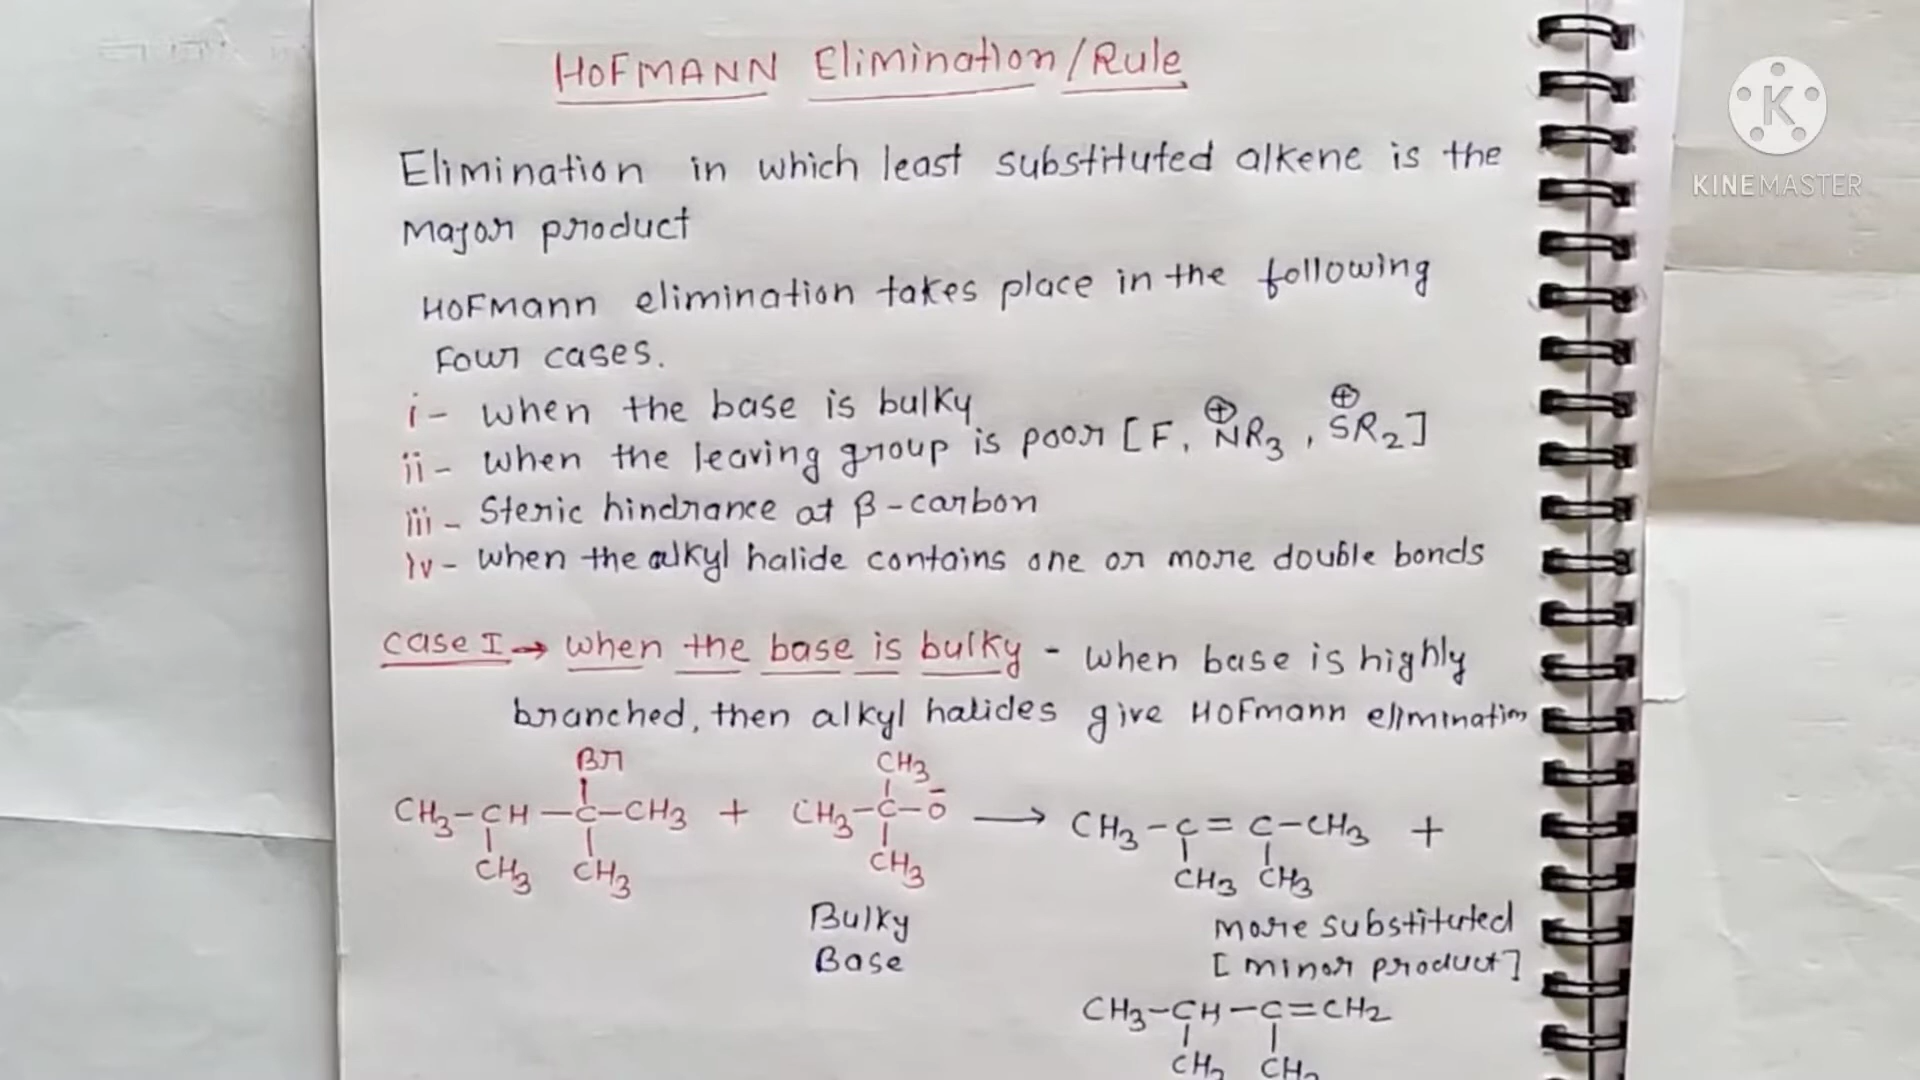 HOFMANN Elimination/Rule
Elimination in which least substituted alkene is the
Major product
HOFmann elimination takes place in the following
Four cases.
i- when the base is bulky
ii- when the leaving group is poor [F, ⊕NR3, ⊕SR2]
iii- Steric hindrance at β-carbon
iv- when the alkyl halide contains one or more double bonds
case I → when the base is bulky - when base is highly
branched, then alkyl halides give HOFmann elimination
Br
CH3
CH3-CH-C-CH3 + CH3-C-Ō ⟶ CH3-C=C-CH3 +
CH3 CH3 CH3 CH3 CH3
Bulky
Base
more substituted
[minor product]
CH3-CH-C=CH2
CH3 CH3
KINEMASTER